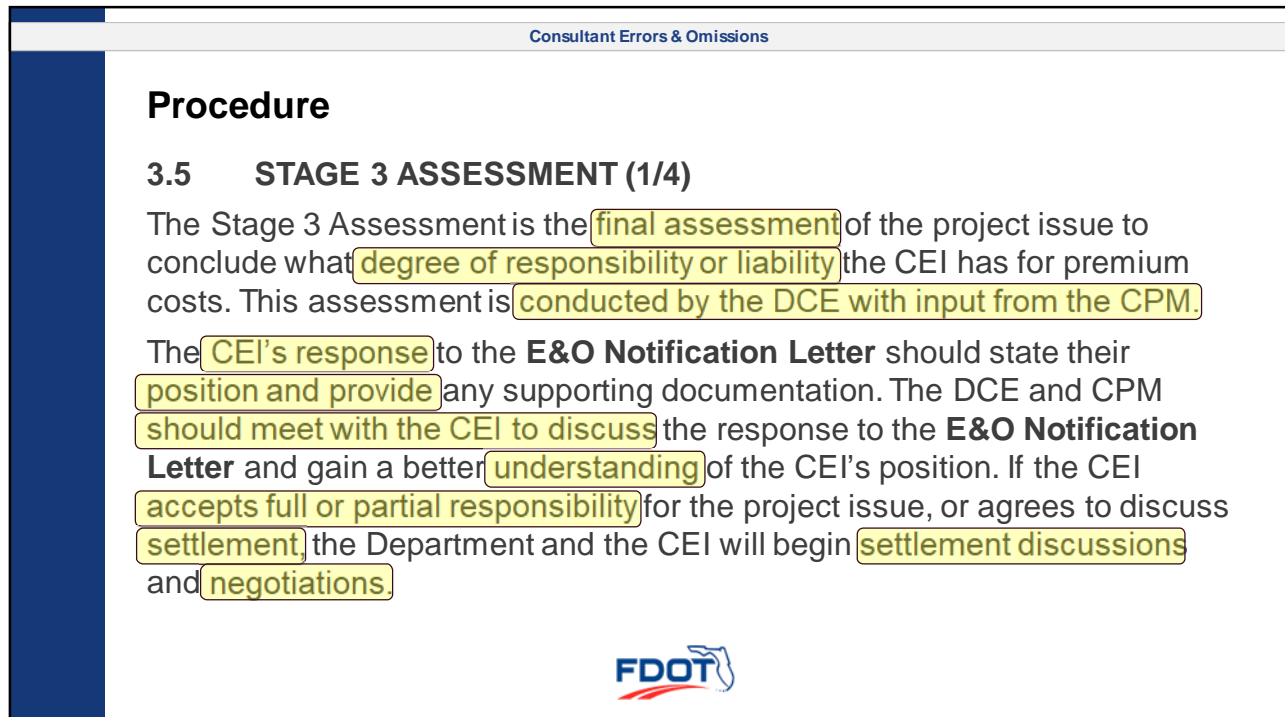 Consultant Errors & Omissions
Procedure
3.5 STAGE 3 ASSESSMENT (1/4)
The Stage 3 Assessment is the final assessment of the project issue to
conclude what degree of responsibility or liability the CEI has for premium
costs. This assessment is conducted by the DCE with input from the CPM.
The CEI's response to the E&O Notification Letter should state their
position and provide any supporting documentation. The DCE and CPM
should meet with the CEI to discuss the response to the E&O Notification
Letter and gain a better understanding of the CEI's position. If the CEI
accepts full or partial responsibility for the project issue, or agrees to discuss
settlement, the Department and the CEI will begin settlement discussions
and negotiations.
FDOT